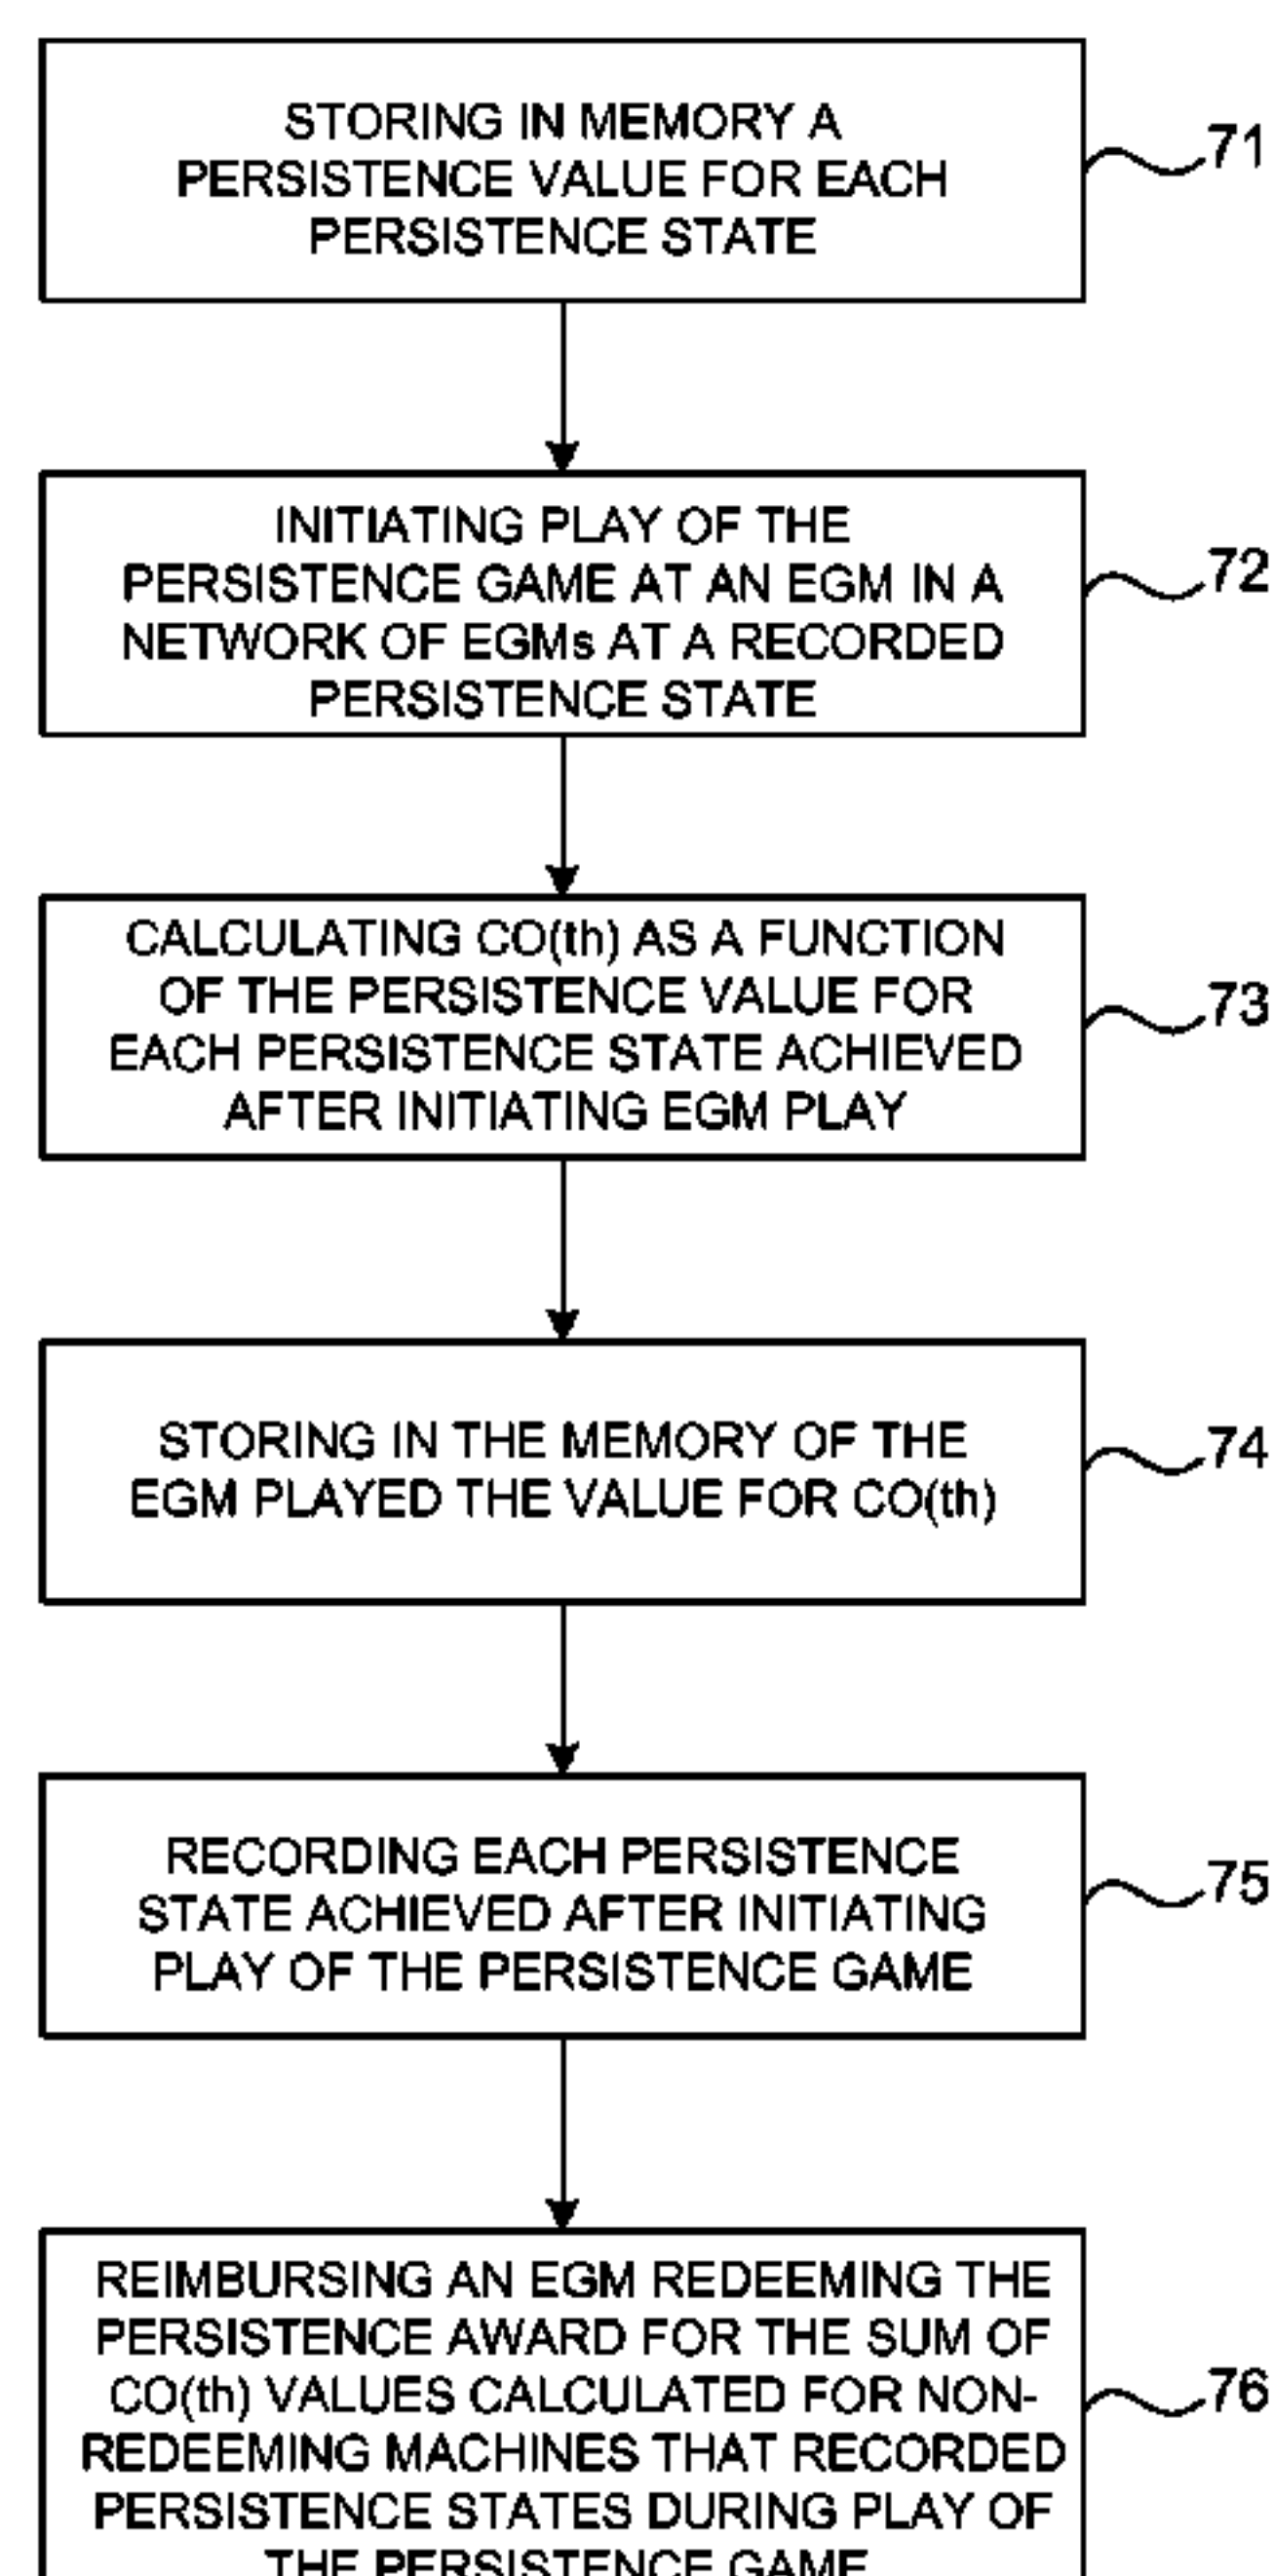 STORING IN MEMORY A
PERSISTENCE VALUE FOR EACH
PERSISTENCE STATE
71
INITIATING PLAY OF THE
PERSISTENCE GAME AT AN EGM IN A
NETWORK OF EGMs AT A RECORDED
PERSISTENCE STATE
72
CALCULATING CO(th) AS A FUNCTION
OF THE PERSISTENCE VALUE FOR
EACH PERSISTENCE STATE ACHIEVED
AFTER INITIATING EGM PLAY
73
STORING IN THE MEMORY OF THE
EGM PLAYED THE VALUE FOR CO(th)
74
RECORDING EACH PERSISTENCE
STATE ACHIEVED AFTER INITIATING
PLAY OF THE PERSISTENCE GAME
75
REIMBURSING AN EGM REDEEMING THE
PERSISTENCE AWARD FOR THE SUM OF
CO(th) VALUES CALCULATED FOR NON-
REDEEMING MACHINES THAT RECORDED
PERSISTENCE STATES DURING PLAY OF
THE PERSISTENCE GAME
76